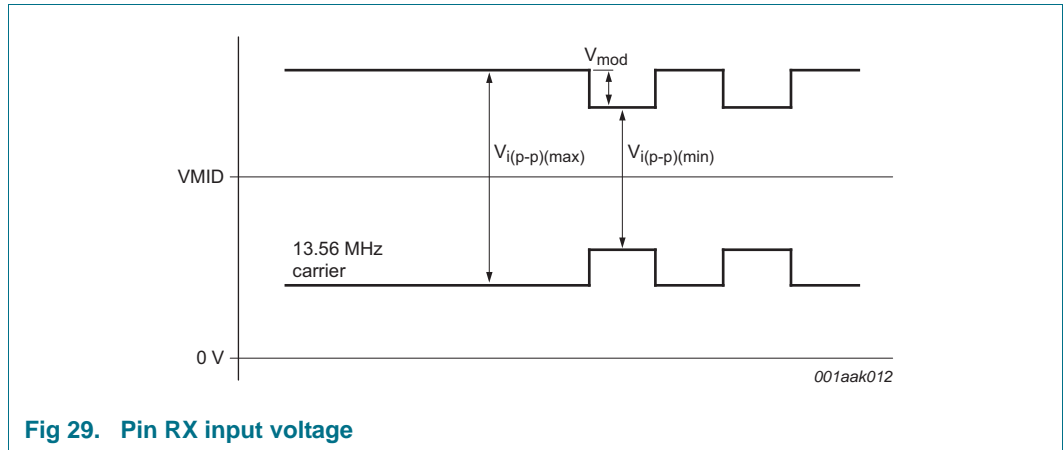 Vmod
Vi(p-p)(max)
Vi(p-p)(min)
VMID
13.56 MHz
carrier
0 V
001aak012
Fig 29. Pin RX input voltage